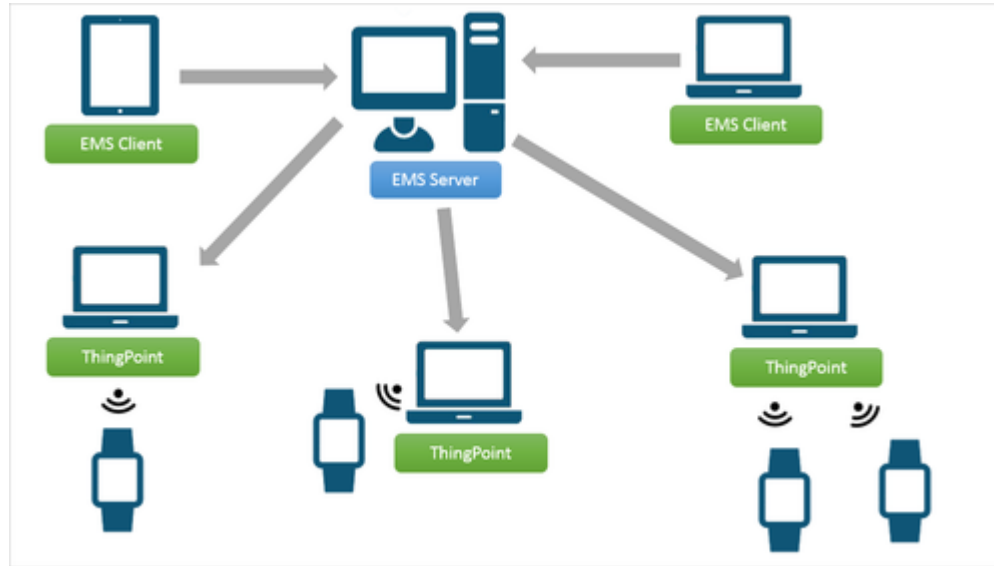 EMS Client
EMS Client
EMS Server
ThingPoint
ThingPoint
ThingPoint